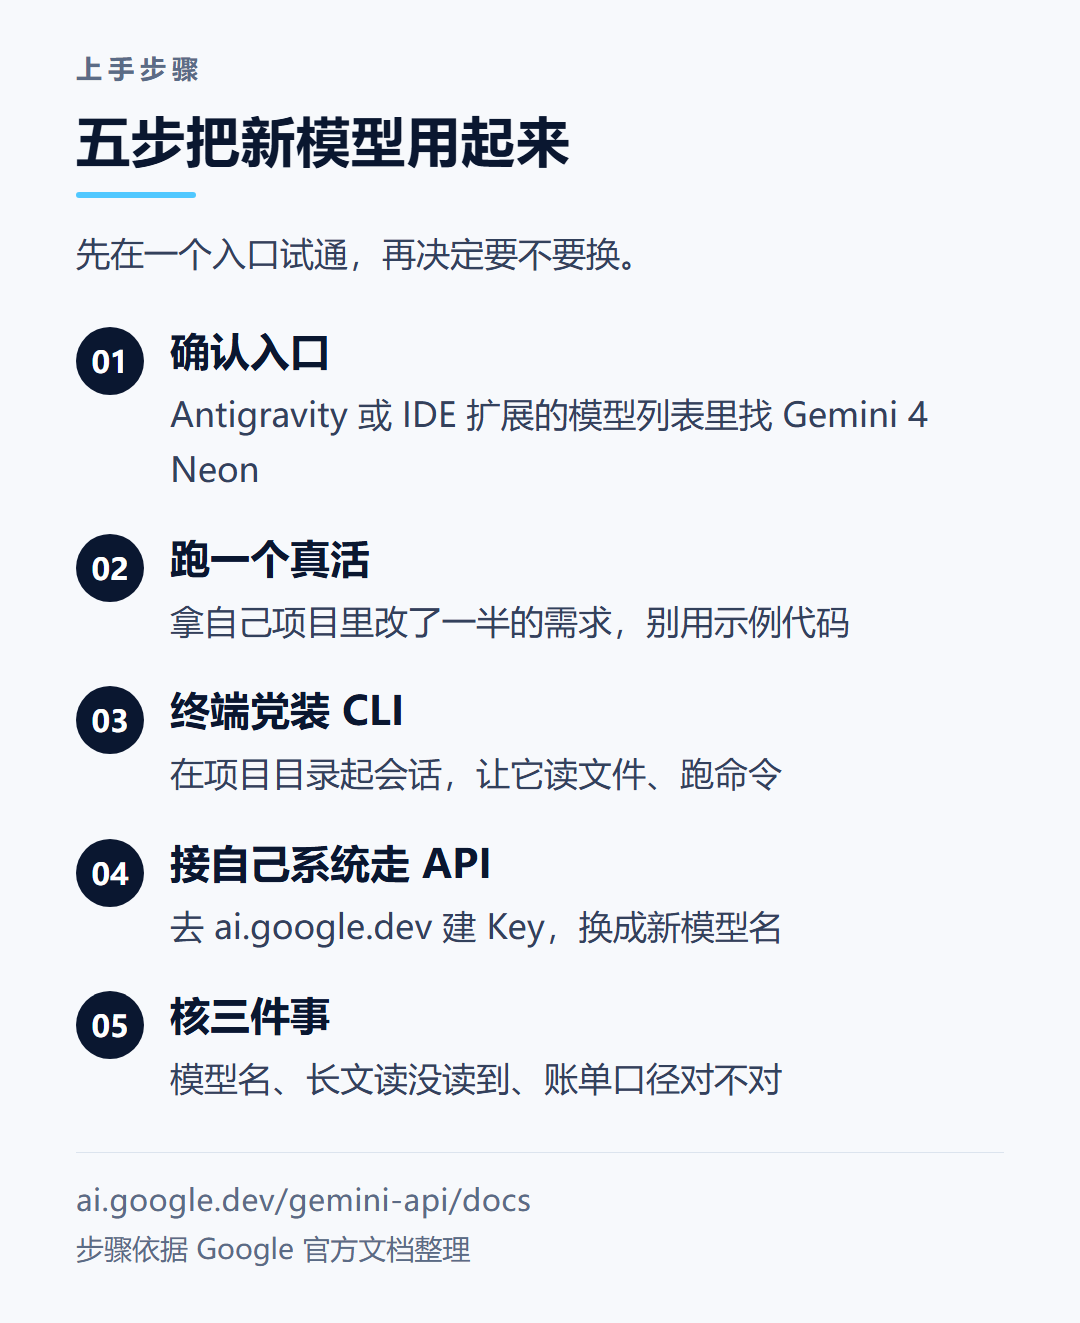 上手步骤
五步把新模型用起来
先在一个入口试通，再决定要不要换。
01
确认入口
Antigravity 或 IDE 扩展的模型列表里找 Gemini 4
Neon
02
跑一个真活
拿自己项目里改了一半的需求，别用示例代码
03
终端党装 CLI
在项目目录起会话，让它读文件、跑命令
04
接自己系统走 API
去 ai.google.dev 建 Key，换成新模型名
05
核三件事
模型名、长文读没读到、账单口径对不对
ai.google.dev/gemini-api/docs
步骤依据 Google 官方文档整理